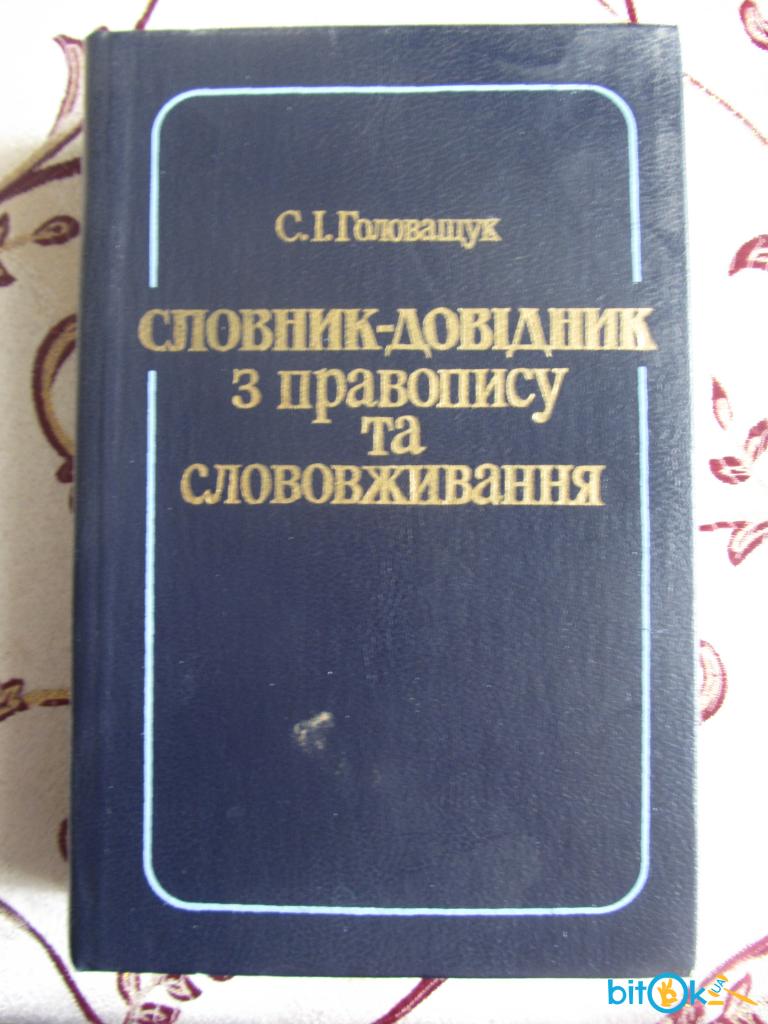 С.І.Головащук
СЛОВНИК-ДОВІДНИК
з правопису
та
слововживання
bitOk.UA